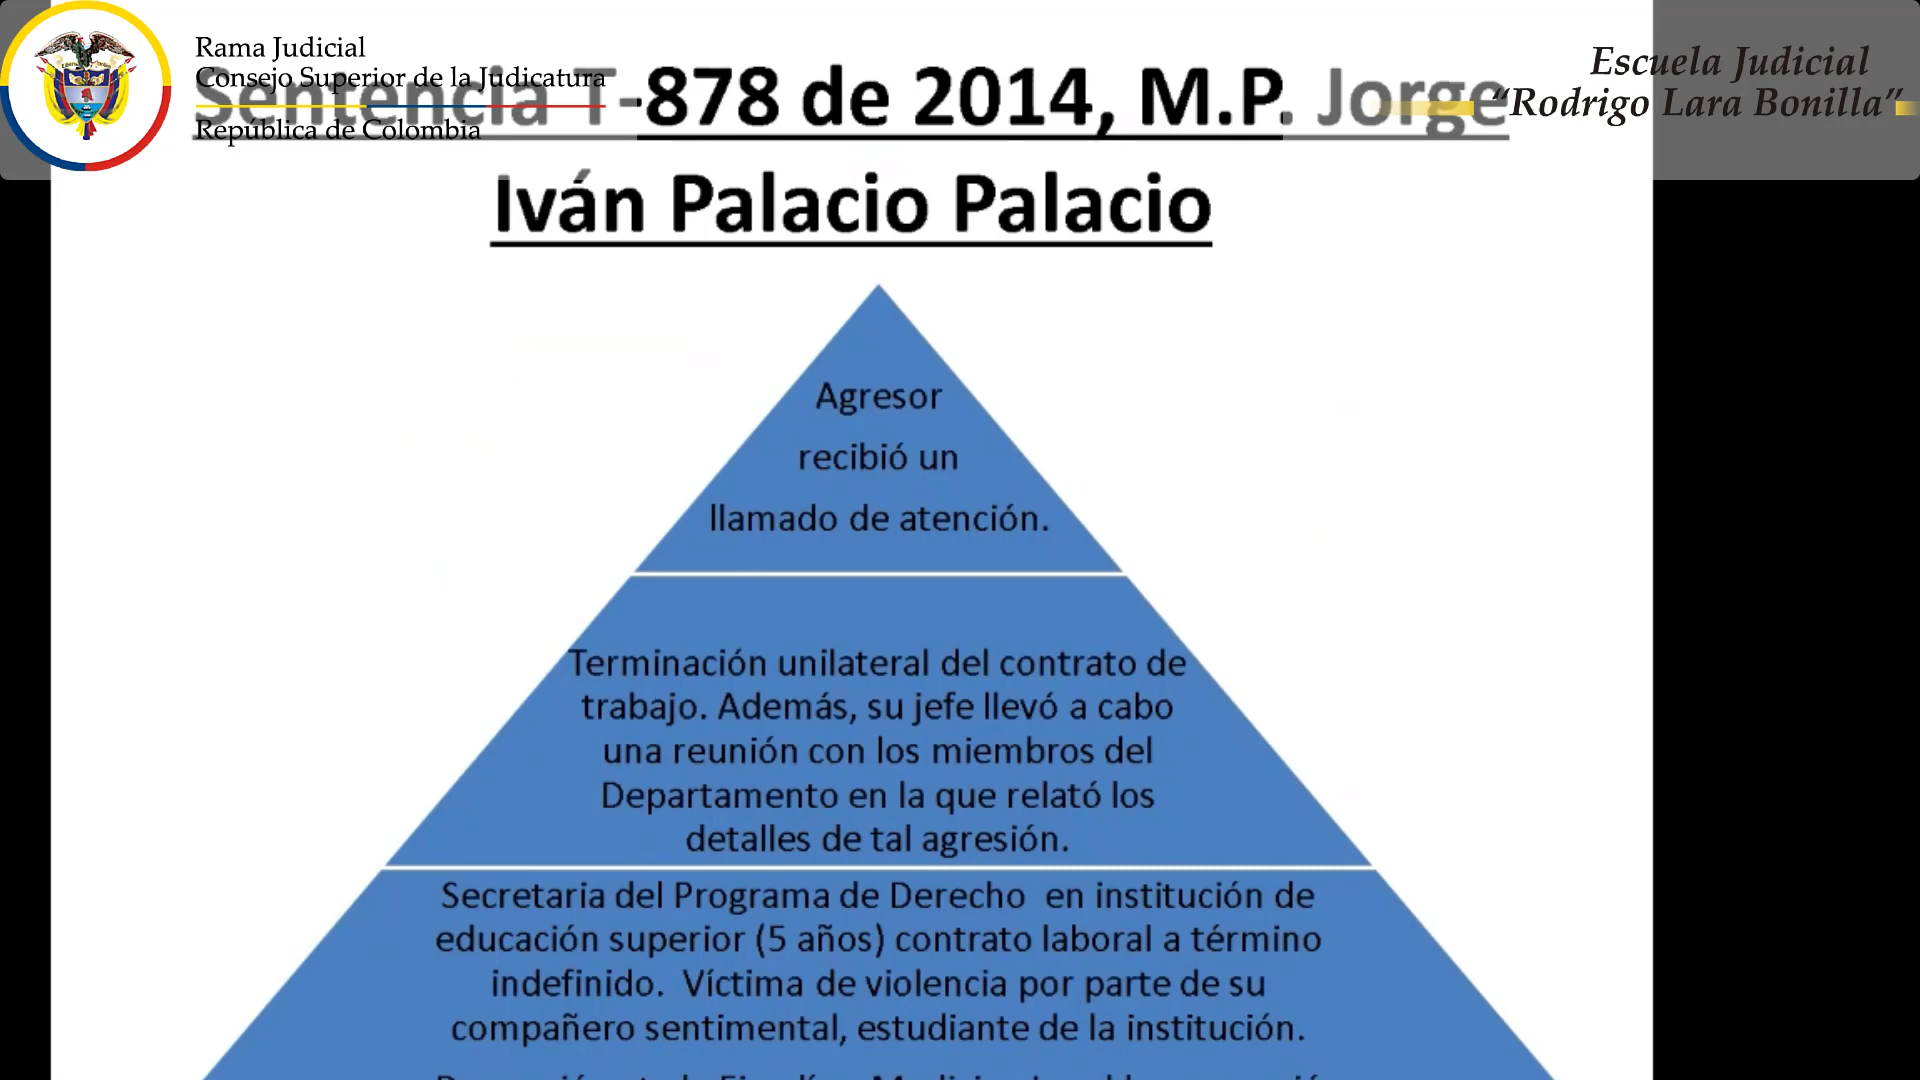 Rama Judicial
Consejo Superior de la Judicatura
República de Colombia
Escuela Judicial
“Rodrigo Lara Bonilla”
Sentencia T-878 de 2014, M.P. Jorge
Iván Palacio Palacio
Agresor
recibió un
llamado de atención.
Terminación unilateral del contrato de
trabajo. Además, su jefe llevó a cabo
una reunión con los miembros del
Departamento en la que relató los
detalles de tal agresión.
Secretaria del Programa de Derecho en institución de
educación superior (5 años) contrato laboral a término
indefinido. Víctima de violencia por parte de su
compañero sentimental, estudiante de la institución.